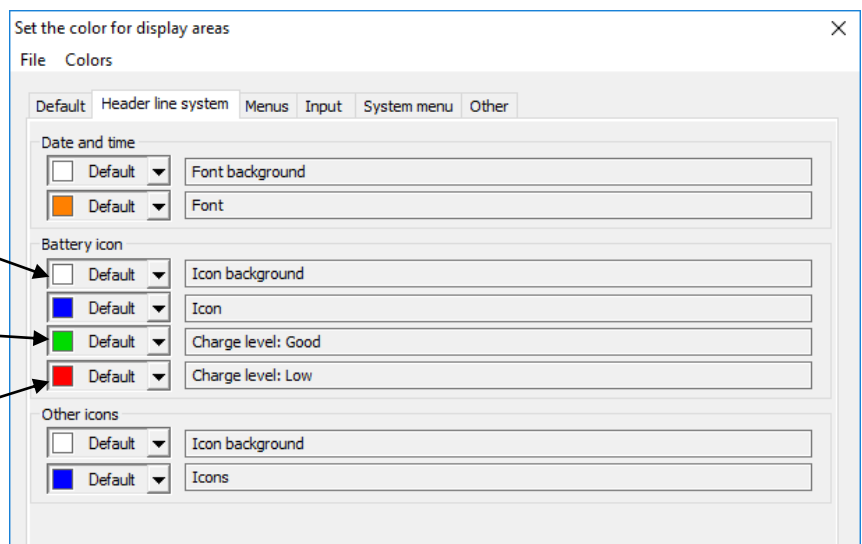 Set the color for display areas
File Colors
Default Header line system Menus Input System menu Other
Date and time
Default Font background
Default Font
Battery icon
Default Icon background
Default Icon
Default Charge level: Good
Default Charge level: Low
Other icons
Default Icon background
Default Icons